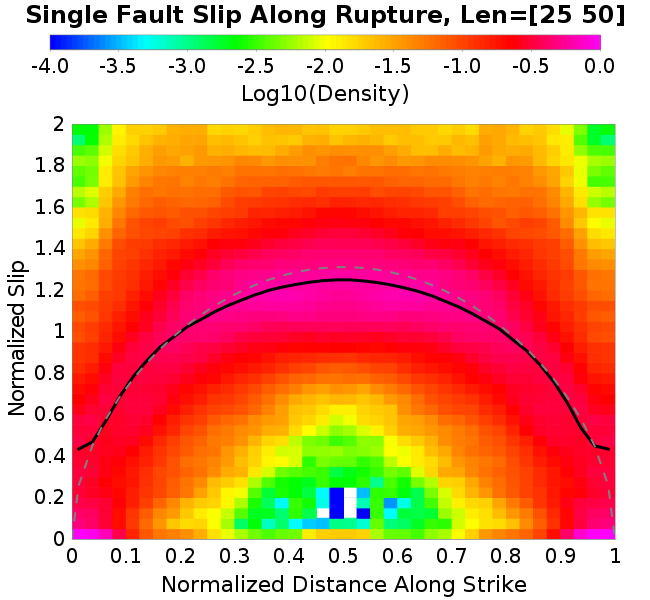 Single Fault Slip Along Rupture, Len=[25 50]
-4.0 -3.5 -3.0 -2.5 -2.0 -1.5 -1.0 -0.5 0.0
Log10(Density)
2
1.8
1.6
1.4
1.2
1
0.8
0.6
0.4
0.2
0
Normalized Slip
0 0.1 0.2 0.3 0.4 0.5 0.6 0.7 0.8 0.9 1
Normalized Distance Along Strike